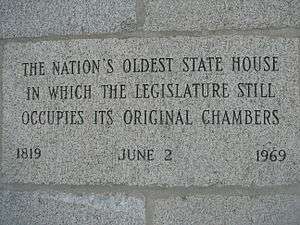 THE NATION'S OLDEST STATE HOUSE
IN WHICH THE LEGISLATURE STILL
OCCUPIES ITS ORIGINAL CHAMBERS
1819 JUNE 2 1969